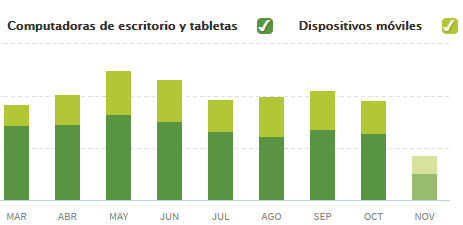 Computadoras de escritorio y tabletas Dispositivos móviles
MAR ABR MAY JUN JUL AGO SEP OCT NOV